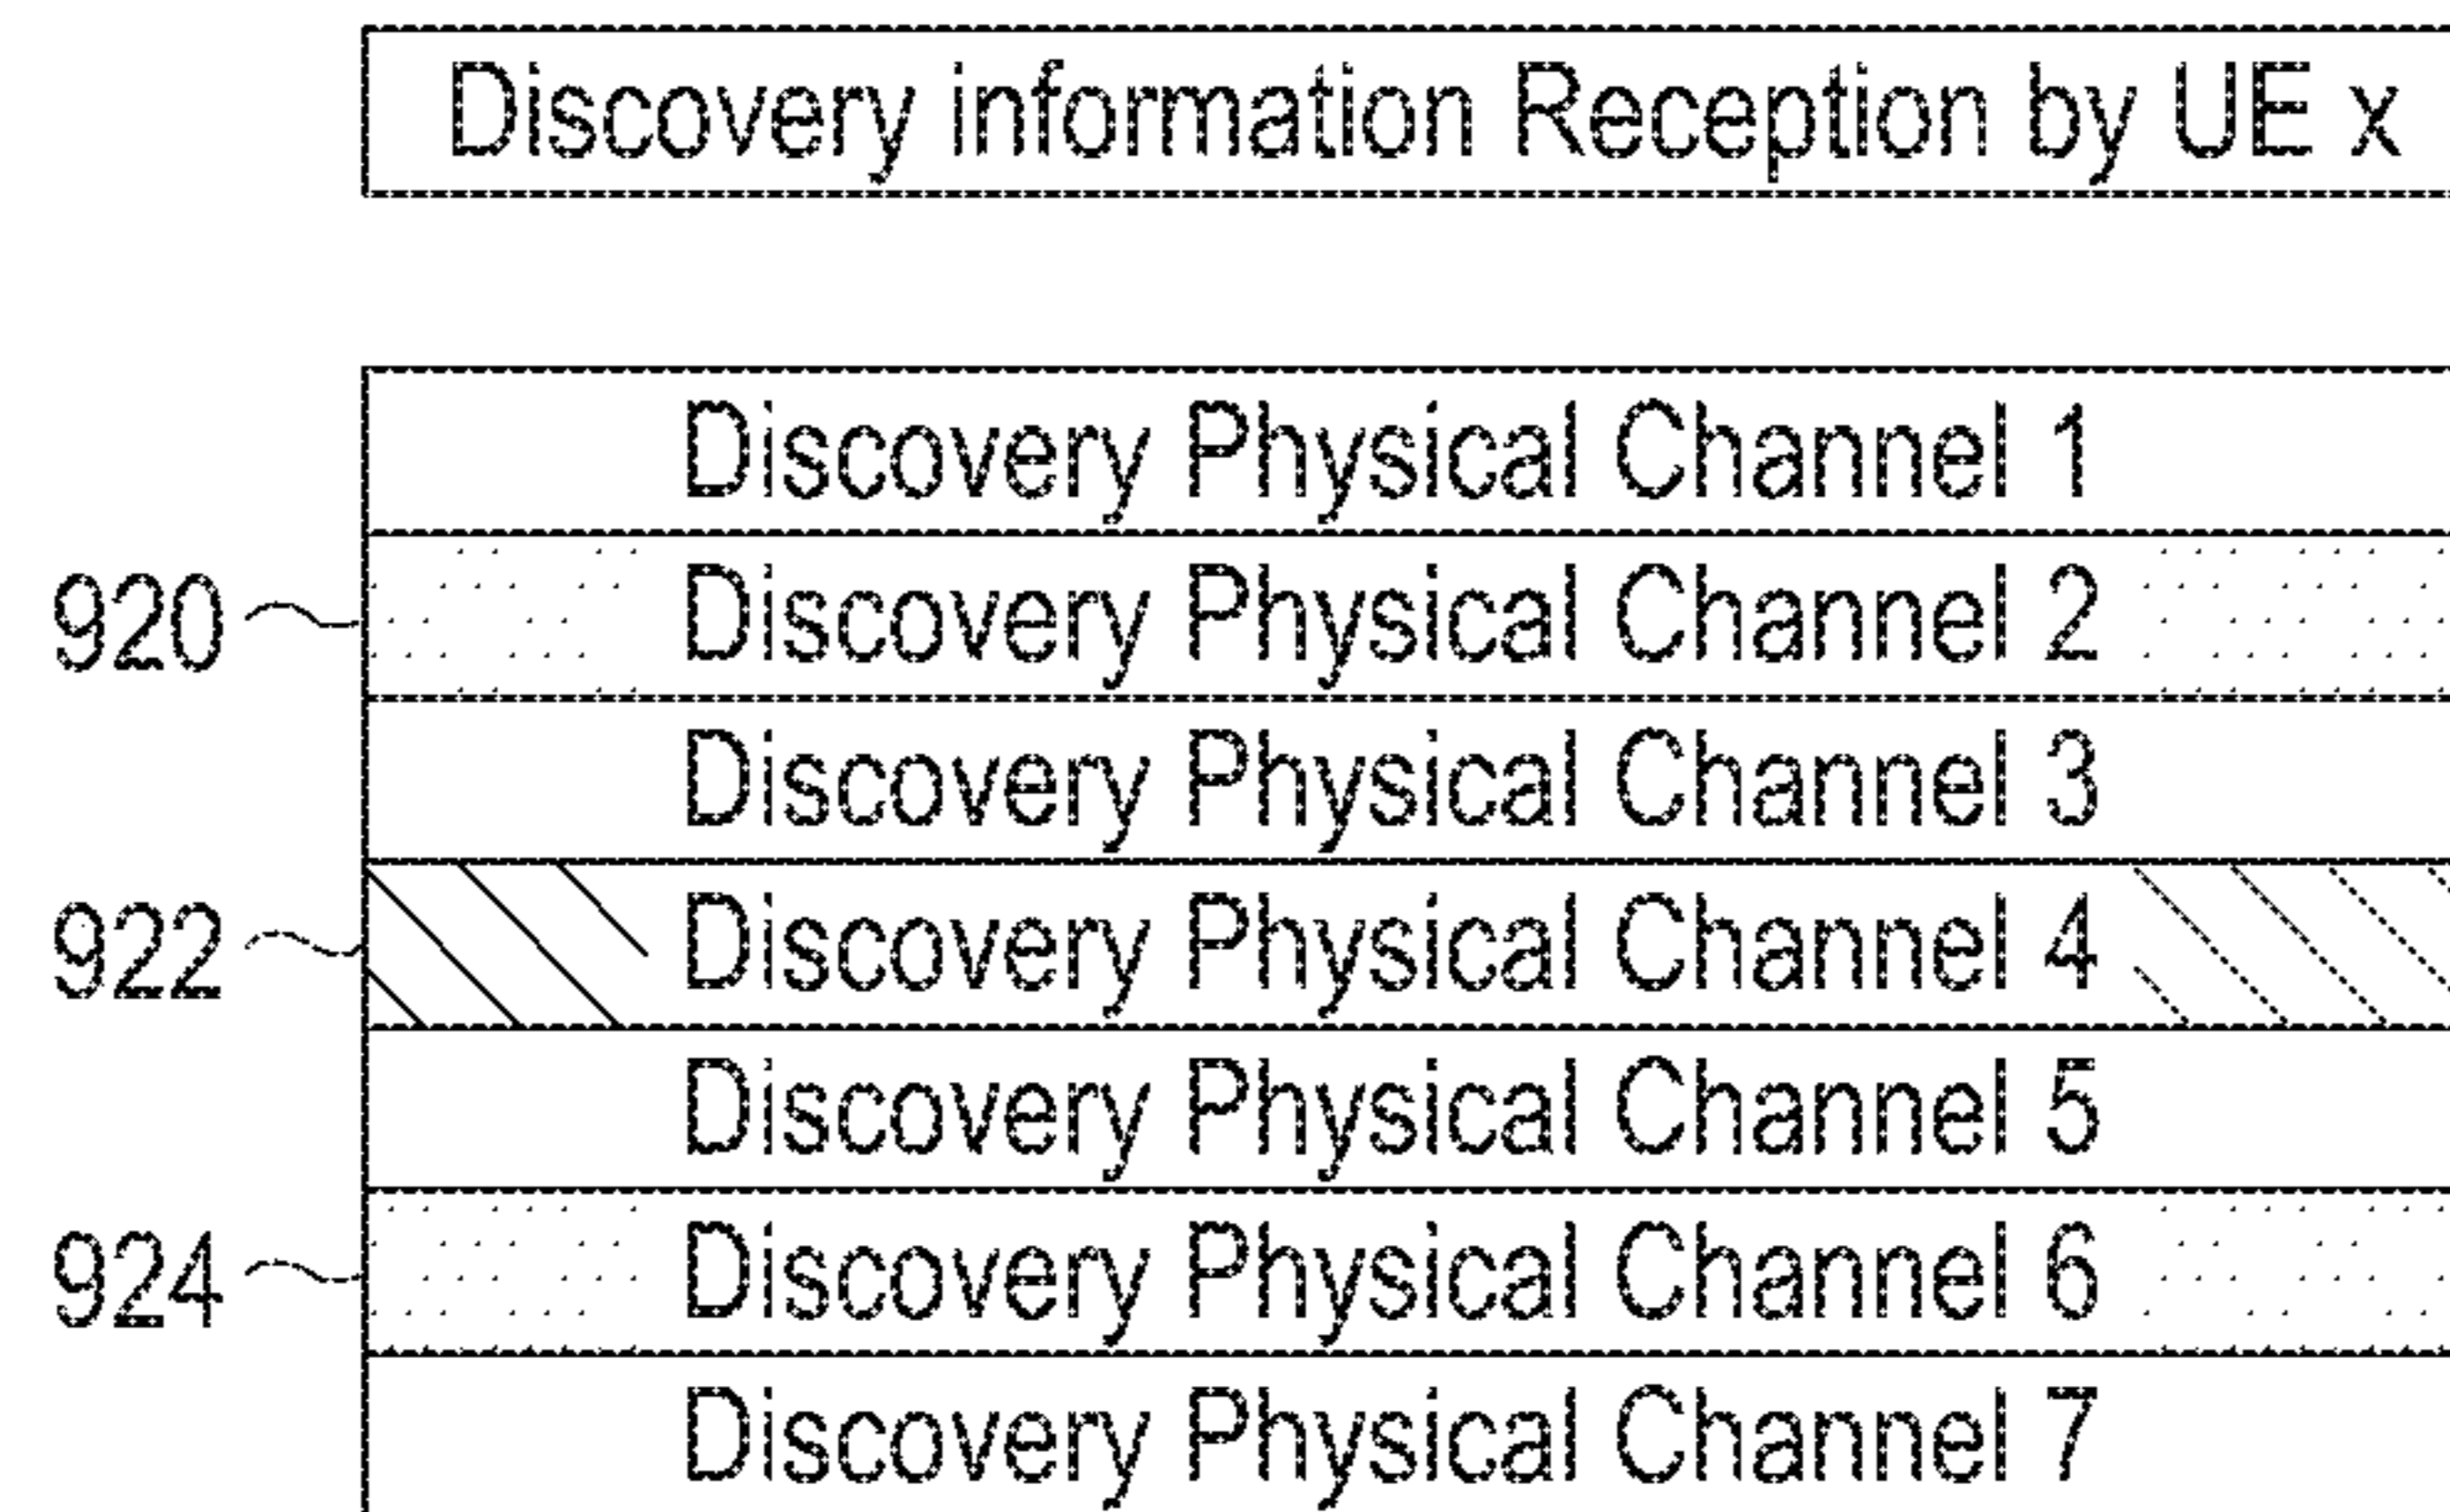 Discovery information Reception by UE x
Discovery Physical Channel 1
920 Discovery Physical Channel 2
Discovery Physical Channel 3
922 Discovery Physical Channel 4
Discovery Physical Channel 5
924 Discovery Physical Channel 6
Discovery Physical Channel 7